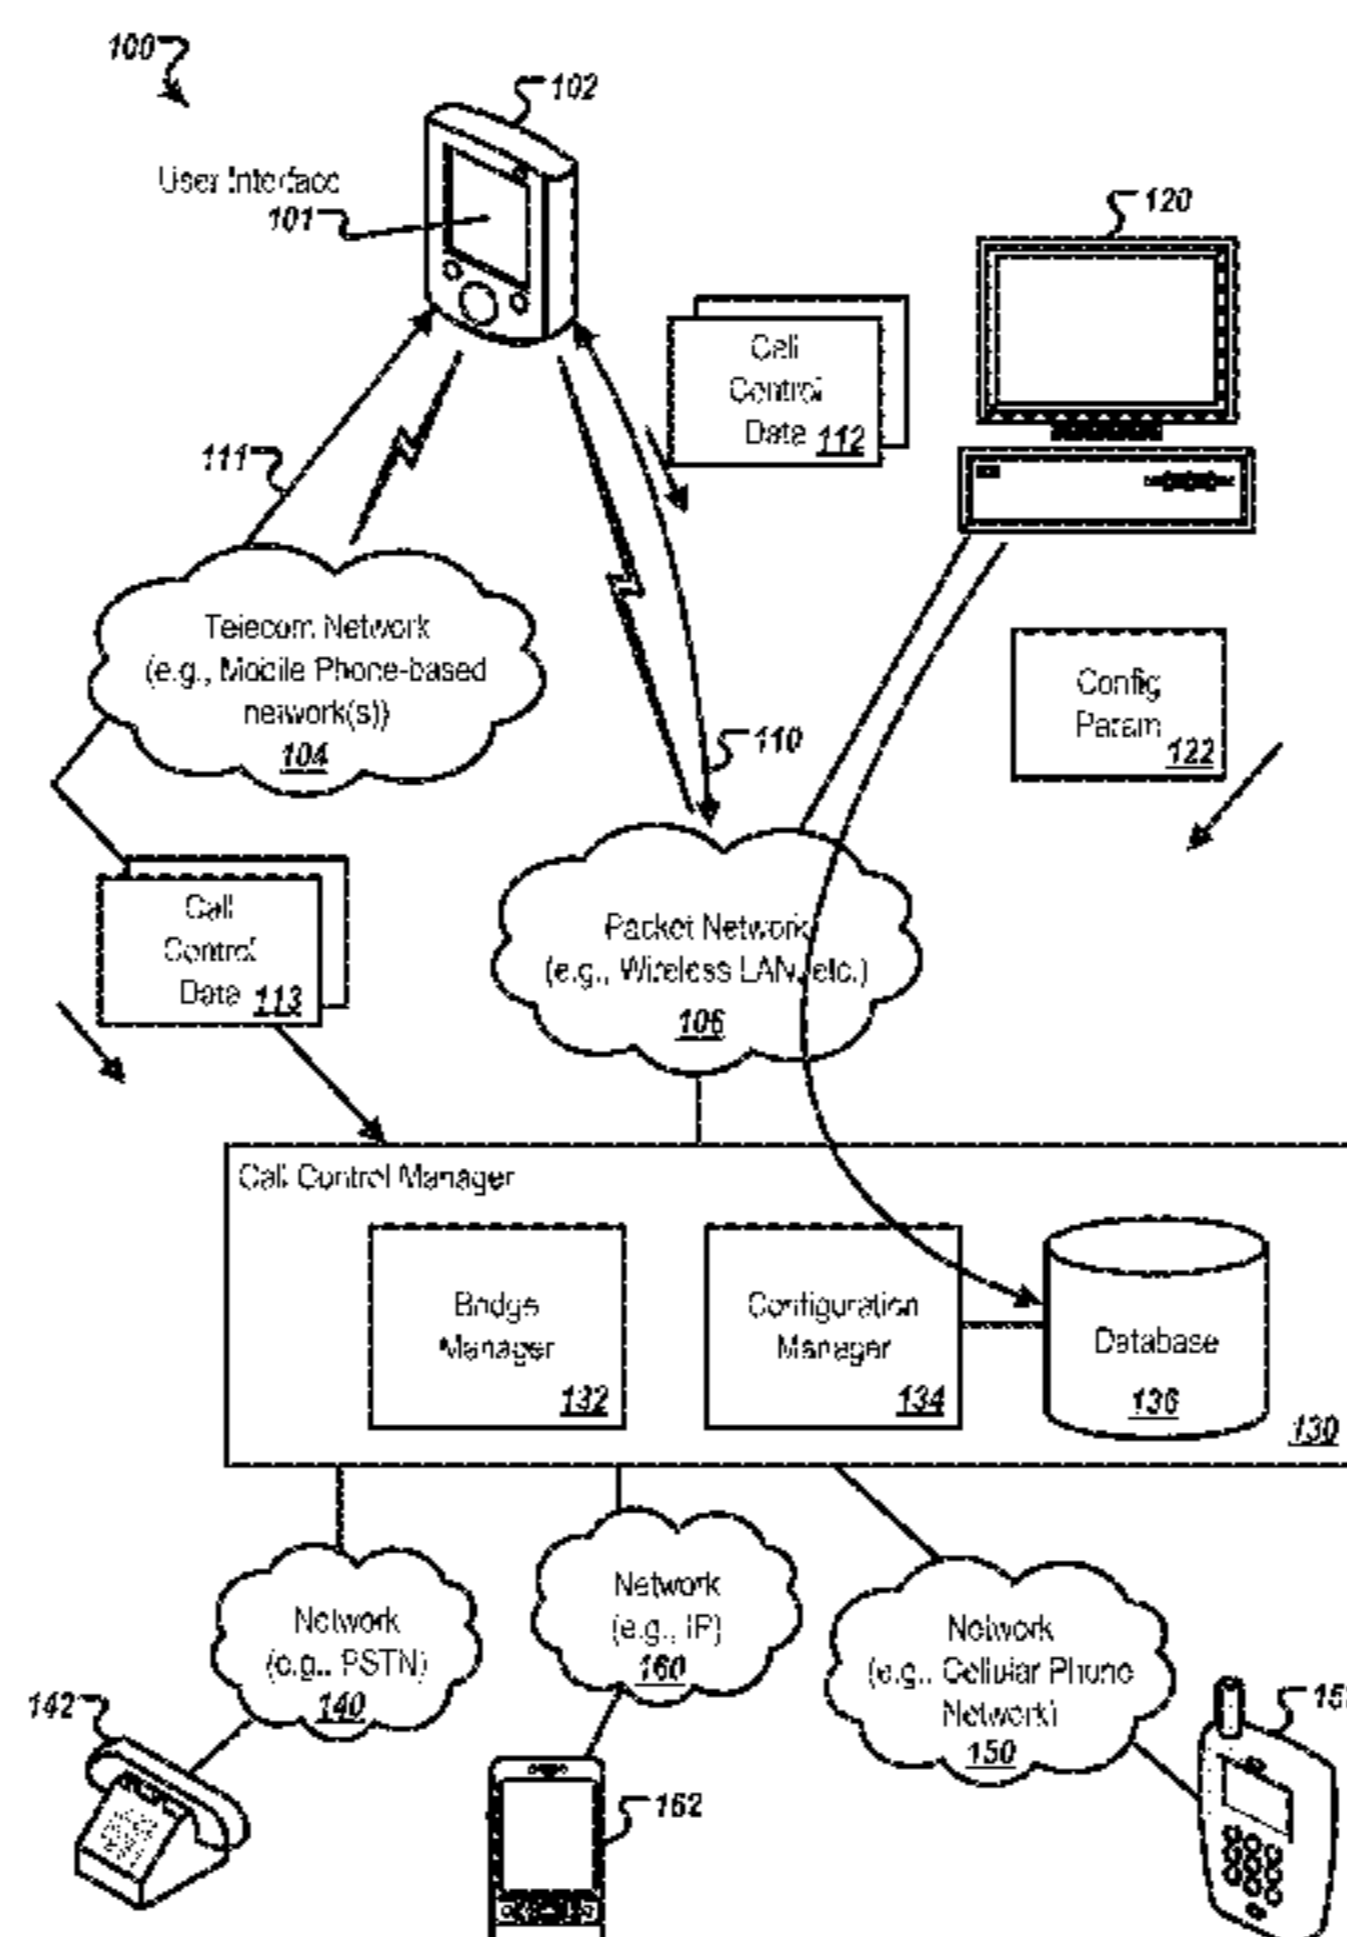 100
102
User Interface
101
120
Call
Control
Data 112
111
Telecom Network
(e.g., Mobile Phone-based
network(s))
104
Config
Param
122
110
Call
Control
Data 113
Packet Network
(e.g., Wireless LAN, etc.)
106
Call Control Manager
Bridge
Manager
132
Configuration
Manager
134
Database
136
130
Network
(e.g., PSTN)
140
Network
(e.g., IP)
160
Network
(e.g., Cellular Phone
Network)
150
142
162